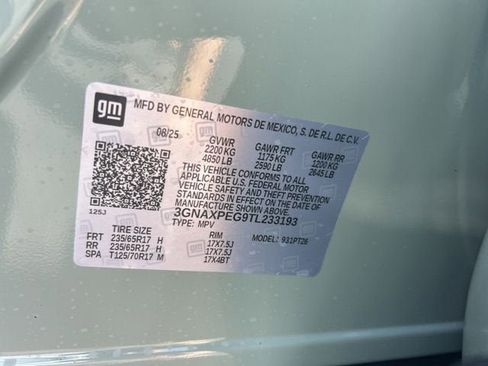 gm
MFD BY GENERAL MOTORS DE MEXICO, S. DE R.L. DE C.V.
08/25 GVWR GAWR FRT GAWR RR
2200 KG 1175 KG 1200 KG
4850 LB 2590 LB 2645 LB
THIS VEHICLE CONFORMS TO ALL
APPLICABLE U.S. FEDERAL MOTOR
VEHICLE SAFETY AND THEFT PREVENTION
STANDARDS IN EFFECT ON THE DATE OF
MANUFACTURE SHOWN ABOVE.
3GNAXPEG9TL233193
125J TYPE: MPV MODEL: 931PT26
TIRE SIZE RIM
FRT 235/65R17 H 17X7.5J
RR 235/65R17 H 17X7.5J
SPA T125/70R17 M 17X4BT